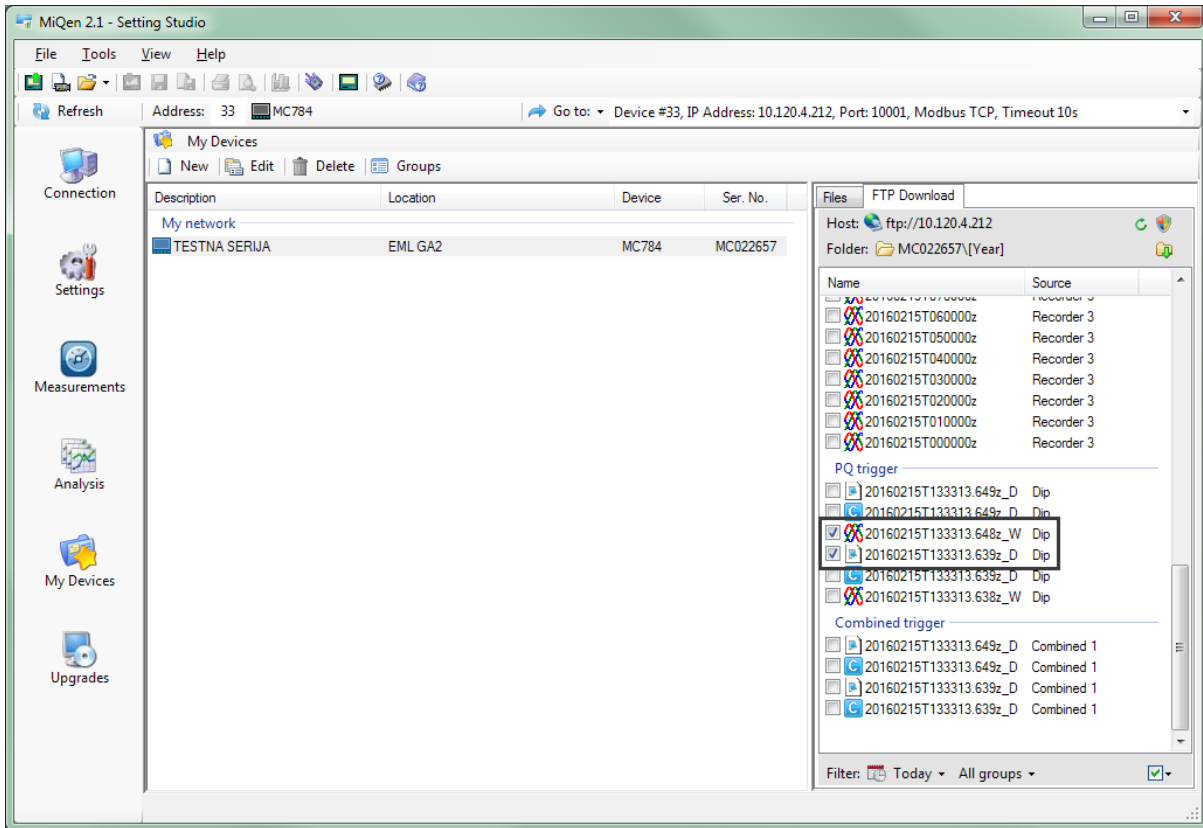 MiQen 2.1 - Setting Studio
File Tools View Help
Refresh Address: 33 MC784 Go to: Device #33, IP Address: 10.120.4.212, Port: 10001, Modbus TCP, Timeout 10s
My Devices
New Edit Delete Groups
Connection
Settings
Measurements
Analysis
My Devices
Upgrades
Description Location Device Ser. No.
My network
TESTNA SERIJA EML GA2 MC784 MC022657
Files FTP Download
Host: ftp://10.120.4.212
Folder: MC022657\[Year]
Name Source
20160215T060000z Recorder 3
20160215T050000z Recorder 3
20160215T040000z Recorder 3
20160215T030000z Recorder 3
20160215T020000z Recorder 3
20160215T010000z Recorder 3
20160215T000000z Recorder 3
PQ trigger
20160215T133313.649z_D Dip
20160215T133313.649z_D Dip
20160215T133313.648z_W Dip
20160215T133313.639z_D Dip
20160215T133313.639z_D Dip
20160215T133313.638z_W Dip
Combined trigger
20160215T133313.649z_D Combined 1
20160215T133313.649z_D Combined 1
20160215T133313.639z_D Combined 1
20160215T133313.639z_D Combined 1
Filter: Today All groups